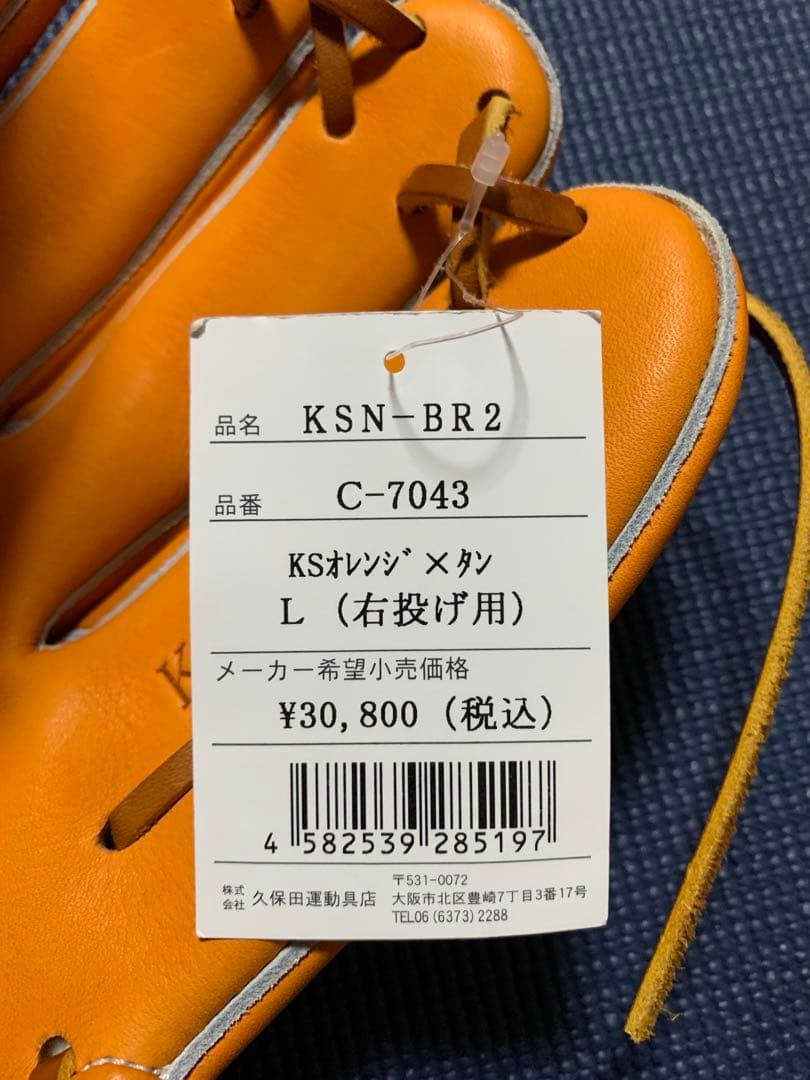 品名 KSN-BR2
品番 C-7043
KSｵﾚﾝｼﾞ×ﾀﾝ
L (右投げ用)
メーカー希望小売価格
¥30,800 (税込)
4 582539 285197
株式会社 久保田運動具店
〒531-0072
大阪市北区豊崎7丁目3番17号
TEL06(6373)2288
K